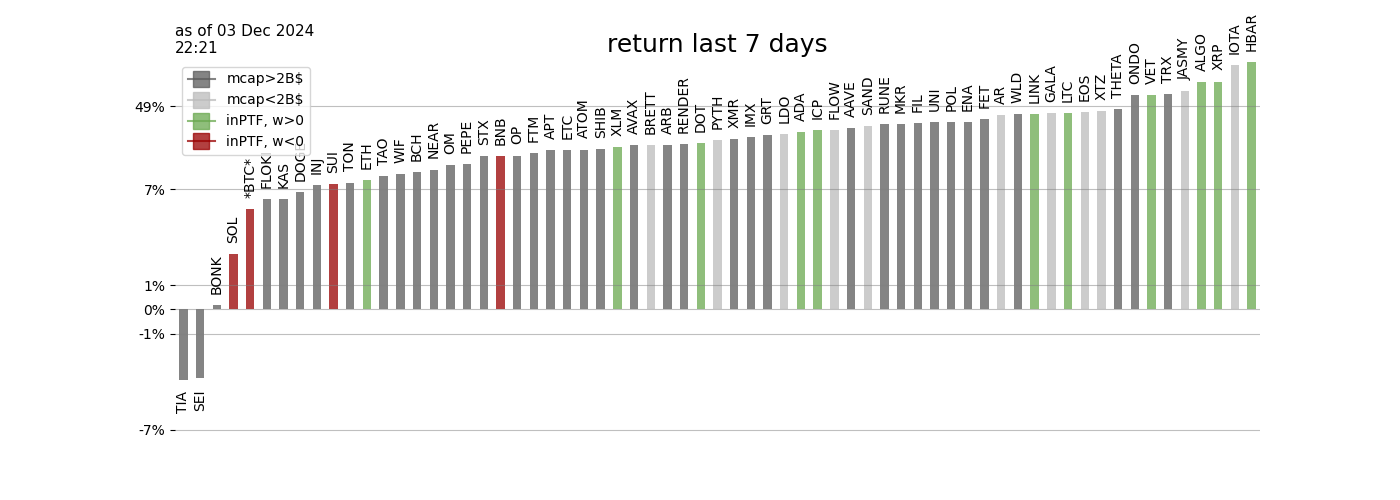 as of 03 Dec 2024
22:21
return last 7 days
mcap>2B$
mcap<2B$
inPTF, w>0
inPTF, w<0
49%
7%
1%
0%
-1%
-7%
TIA
SEI
BONK
SOL
*BTC*
FLOKI
KAS
DOGE
INJ
SUI
TON
ETH
TAO
WIF
BCH
NEAR
OM
PEPE
STX
BNB
OP
FTM
APT
ETC
ATOM
SHIB
XLM
AVAX
BRETT
ARB
RENDER
DOT
PYTH
XMR
IMX
GRT
LDO
ADA
ICP
FLOW
AAVE
SAND
RUNE
MKR
FIL
UNI
POL
ENA
FET
AR
WLD
LINK
GALA
LTC
EOS
XTZ
THETA
ONDO
VET
TRX
JASMY
ALGO
XRP
IOTA
HBAR